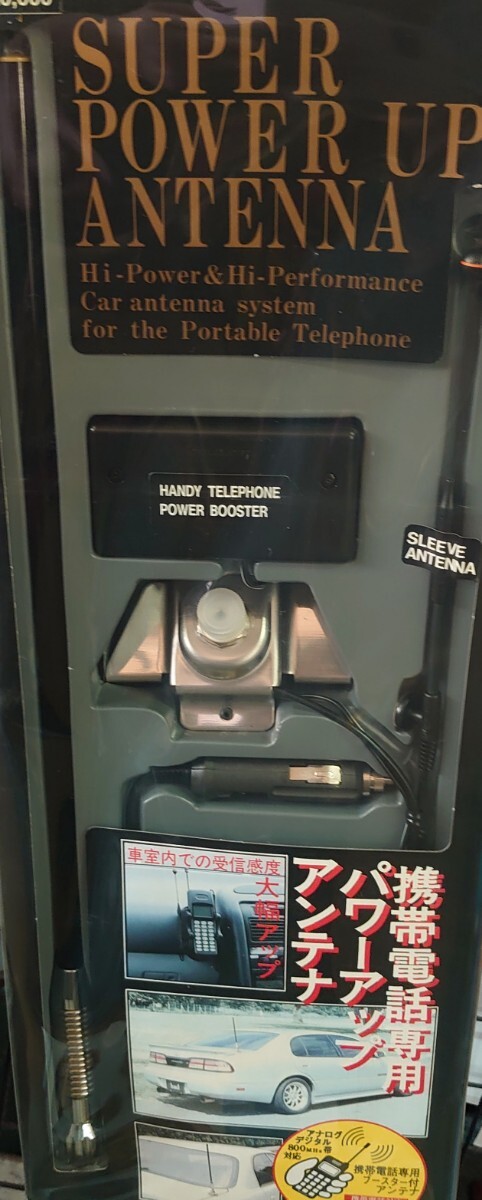 SUPER
POWER UP
ANTENNA
Hi-Power&Hi-Performance
Car antenna system
for the Portable Telephone
HANDY TELEPHONE
POWER BOOSTER
SLEEVE
ANTENNA
携帯電話専用
パワーアップ
アンテナ
車室内での受信感度
大幅アップ
アナログ
デジタル
800MHz帯
対応
携帯電話専用
ブースター付
アンテナ